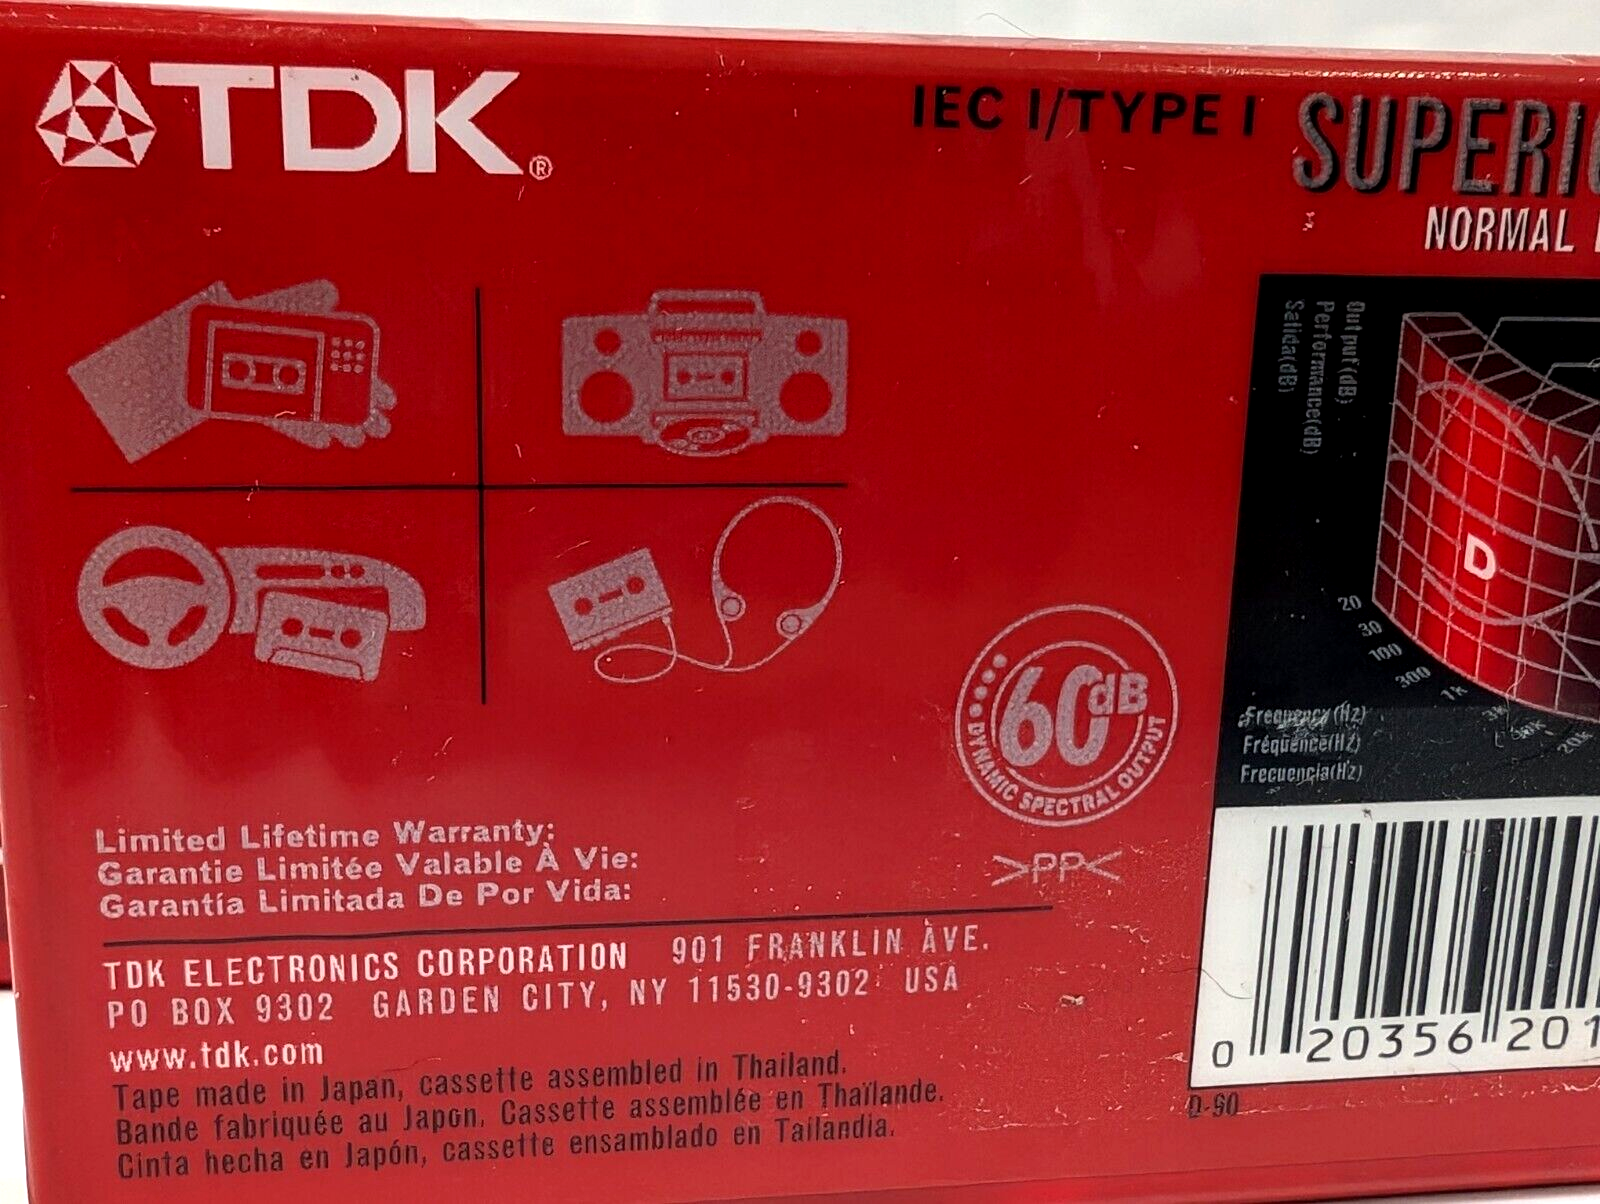 TDK®
IEC I/TYPE I
NORMAL
Output(dB)
Performance(dB)
Salida(dB)
D
20
30
100
300
1K
3K
20K
Frequency (Hz)
Fréquence(Hz)
Frecuencia(Hz)
60dB
DYNAMIC SPECTRAL OUTPUT
>PP<
Limited Lifetime Warranty:
Garantie Limitée Valable À Vie:
Garantía Limitada De Por Vida:
TDK ELECTRONICS CORPORATION 901 FRANKLIN AVE.
PO BOX 9302 GARDEN CITY, NY 11530-9302 USA
www.tdk.com
Tape made in Japan, cassette assembled in Thailand.
Bande fabriquée au Japon, Cassette assemblée en Thaïlande.
Cinta hecha en Japón, cassette ensamblado en Tailandia.
0 20356 201
D-90